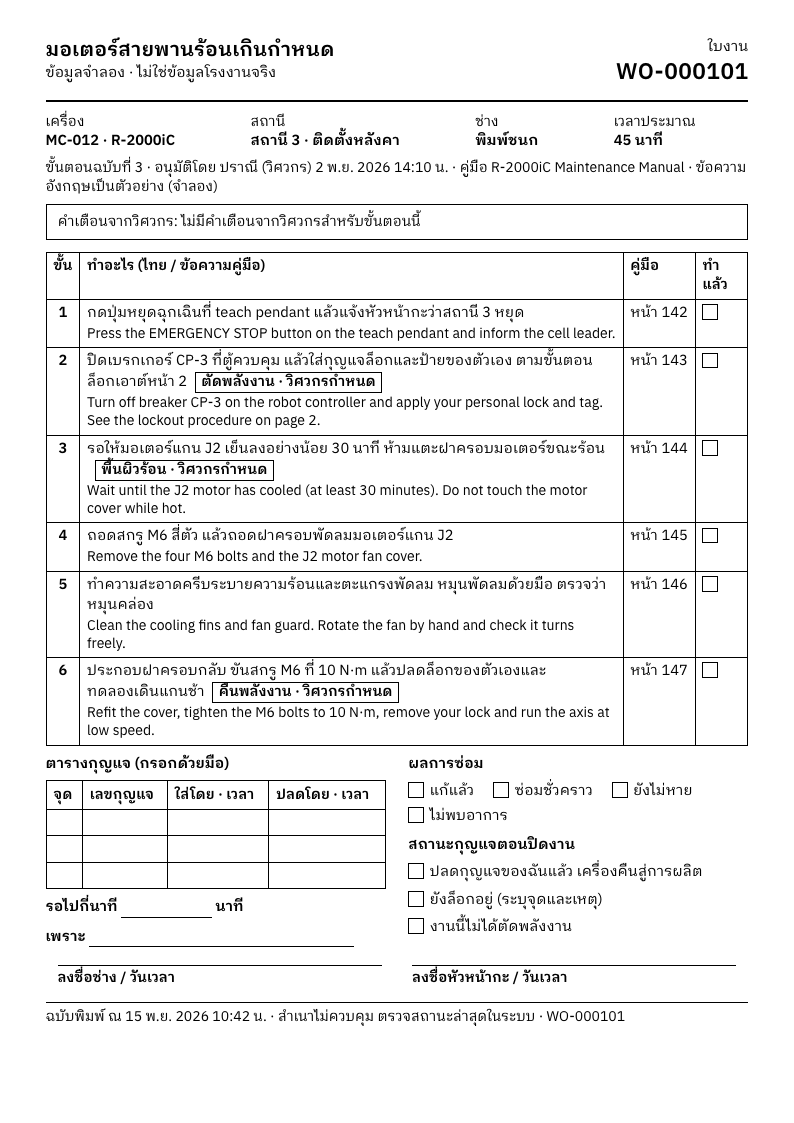 มอเตอร์สายพานร้อนเกินกำหนด
ข้อมูลจำลอง · ไม่ใช่ข้อมูลโรงงานจริง
ใบงาน
WO-000101
เครื่อง
MC-012 · R-2000iC
สถานี
สถานี 3 · ติดตั้งหลังคา
ช่าง
พิมพ์ชนก
เวลาประมาณ
45 นาที
ขั้นตอนฉบับที่ 3 · อนุมัติโดย ปราณี (วิศวกร) 2 พ.ย. 2026 14:10 น. · คู่มือ R-2000iC Maintenance Manual · ข้อความ
อังกฤษเป็นตัวอย่าง (จำลอง)
คำเตือนจากวิศวกร: ไม่มีคำเตือนจากวิศวกรสำหรับขั้นตอนนี้
ขั้น ทำอะไร (ไทย / ข้อความคู่มือ) คู่มือ ทำ
แล้ว
1 กดปุ่มหยุดฉุกเฉินที่ teach pendant แล้วแจ้งหัวหน้ากะว่าสถานี 3 หยุด หน้า 142
Press the EMERGENCY STOP button on the teach pendant and inform the cell leader.
2 ปิดเบรกเกอร์ CP-3 ที่ตู้ควบคุม แล้วใส่กุญแจล็อกและป้ายของตัวเอง ตามขั้นตอน หน้า 143
ล็อกเอาต์หน้า 2 ตัดพลังงาน · วิศวกรกำหนด
Turn off breaker CP-3 on the robot controller and apply your personal lock and tag.
See the lockout procedure on page 2.
3 รอให้มอเตอร์แกน J2 เย็นลงอย่างน้อย 30 นาที ห้ามแตะฝาครอบมอเตอร์ขณะร้อน หน้า 144
พื้นผิวร้อน · วิศวกรกำหนด
Wait until the J2 motor has cooled (at least 30 minutes). Do not touch the motor
cover while hot.
4 ถอดสกรู M6 สี่ตัว แล้วถอดฝาครอบพัดลมมอเตอร์แกน J2 หน้า 145
Remove the four M6 bolts and the J2 motor fan cover.
5 ทำความสะอาดครีบระบายความร้อนและตะแกรงพัดลม หมุนพัดลมด้วยมือ ตรวจว่า หน้า 146
หมุนคล่อง
Clean the cooling fins and fan guard. Rotate the fan by hand and check it turns
freely.
6 ประกอบฝาครอบกลับ ขันสกรู M6 ที่ 10 N·m แล้วปลดล็อกของตัวเองและ หน้า 147
ทดลองเดินแกนช้า คืนพลังงาน · วิศวกรกำหนด
Refit the cover, tighten the M6 bolts to 10 N·m, remove your lock and run the axis at
low speed.
ตารางกุญแจ (กรอกด้วยมือ)
จุด เลขกุญแจ ใส่โดย · เวลา ปลดโดย · เวลา
รอไปกี่นาที นาที
เพราะ
ผลการซ่อม
แก้แล้ว ซ่อมชั่วคราว ยังไม่หาย
ไม่พบอาการ
สถานะกุญแจตอนปิดงาน
ปลดกุญแจของฉันแล้ว เครื่องคืนสู่การผลิต
ยังล็อกอยู่ (ระบุจุดและเหตุ)
งานนี้ไม่ได้ตัดพลังงาน
ลงชื่อช่าง / วันเวลา
ลงชื่อหัวหน้ากะ / วันเวลา
ฉบับพิมพ์ ณ 15 พ.ย. 2026 10:42 น. · สำเนาไม่ควบคุม ตรวจสถานะล่าสุดในระบบ · WO-000101